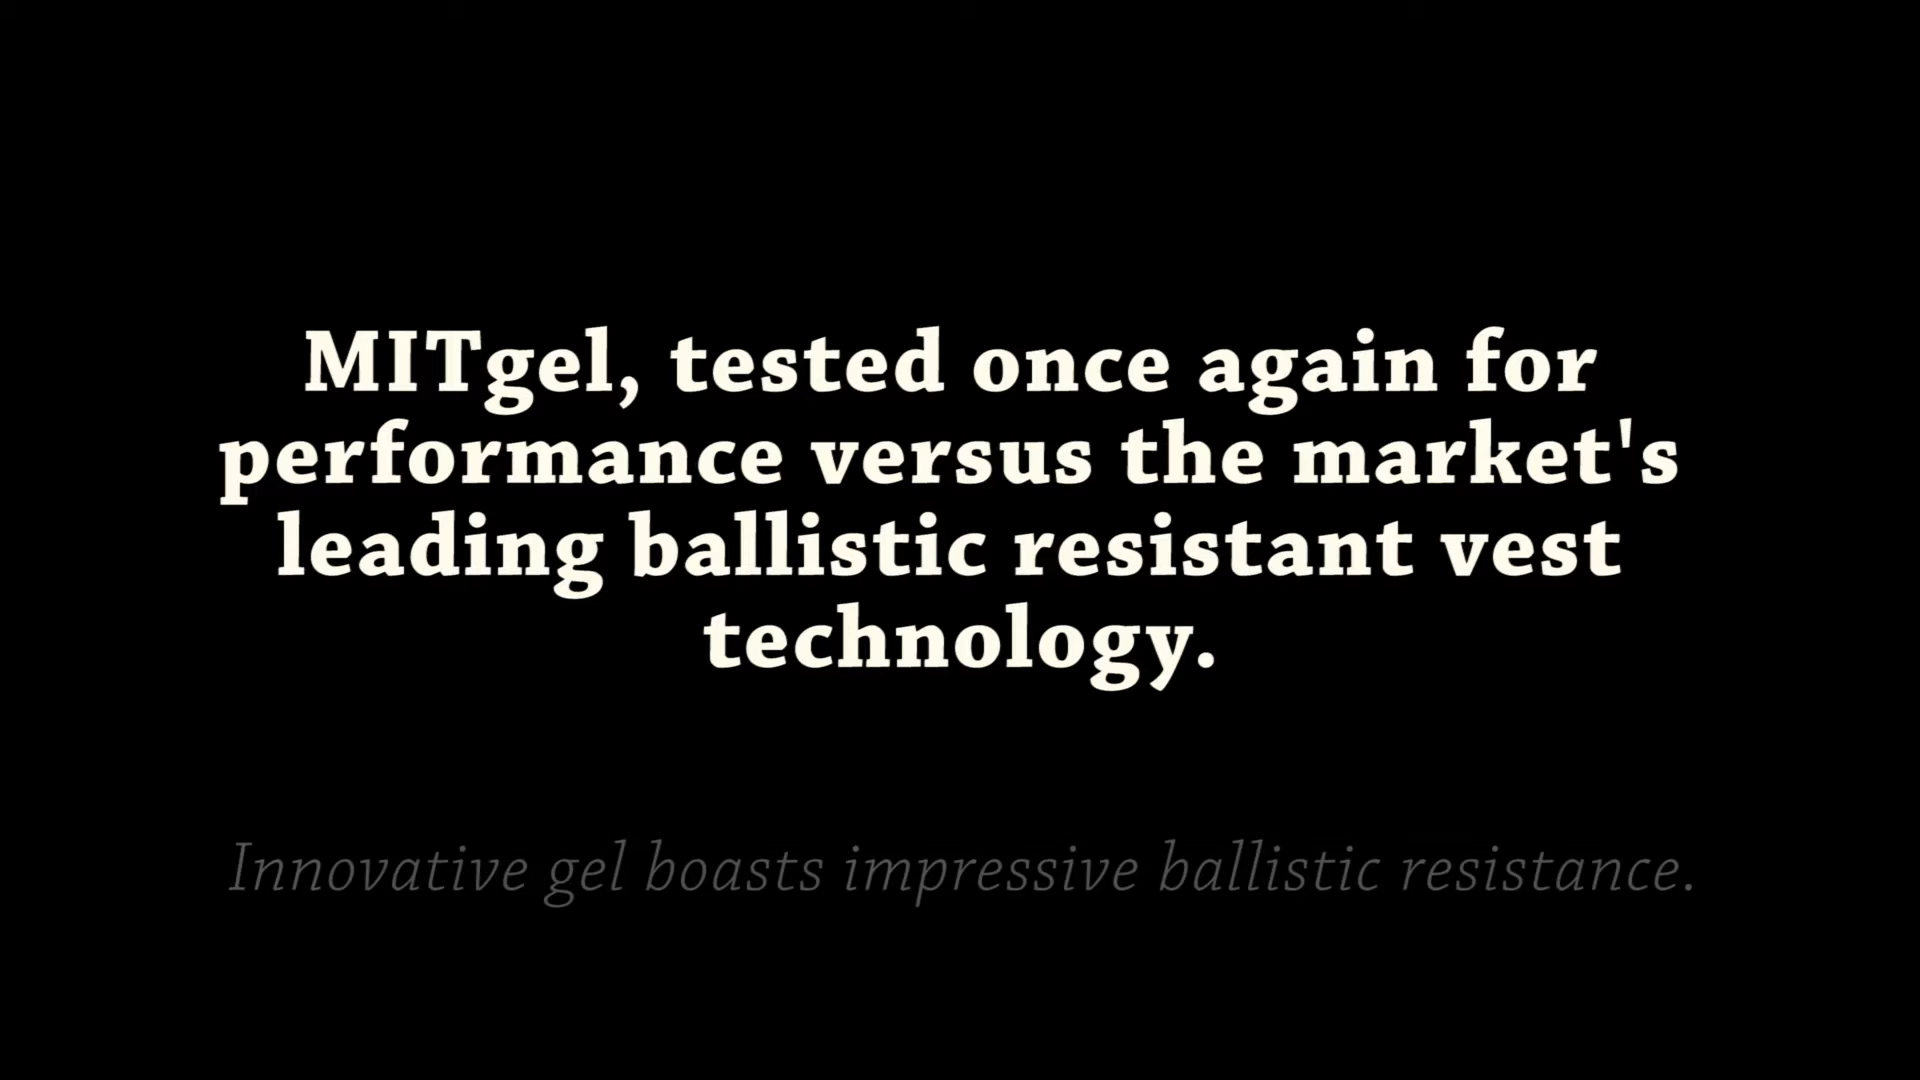 MITgel, tested once again for
performance versus the market's
leading ballistic resistant vest
technology.
Innovative gel boasts impressive ballistic resistance.